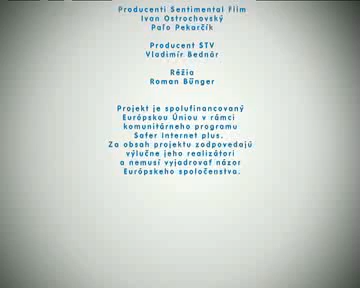 Producenti Sentimental Film
Ivan Ostrochovský
Paľo Pekarčík
Producent STV
Vladimír Bednár
Réžia
Roman Bünger
Projekt je spolufinancovaný
Európskou Úniou v rámci
komunitárneho programu
Safer Internet plus.
Za obsah projektu zodpovedajú
výlučne jeho realizátori
a nemusí vyjadrovať názor
Európskeho spoločenstva.